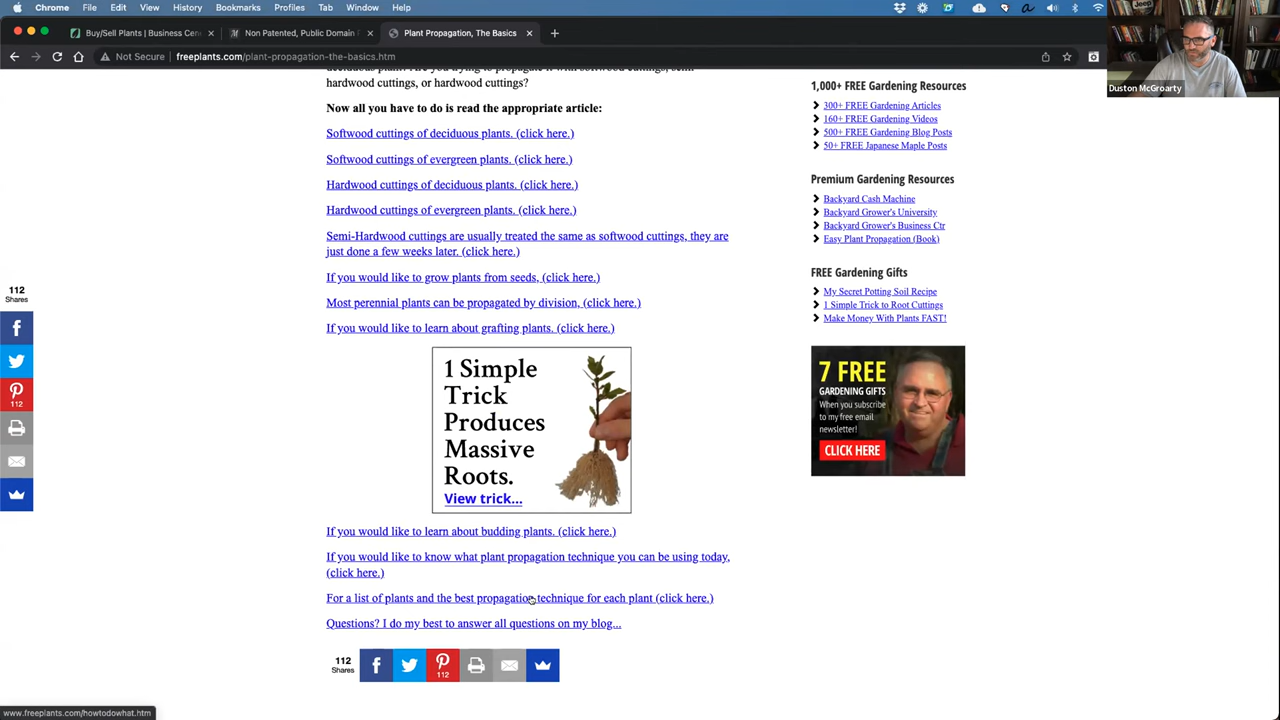 Chrome File Edit View History Bookmarks Profiles Tab Window Help
Buy/Sell Plants | Business Cen
Non Patented, Public Domain P
Plant Propagation, The Basics
Not Secure
freeplants.com/plant-propagation-the-basics.htm
Duston McGroarty
hardwood cuttings, or hardwood cuttings?
Now all you have to do is read the appropriate article:
Softwood cuttings of deciduous plants. (click here.)
Softwood cuttings of evergreen plants. (click here.)
Hardwood cuttings of deciduous plants. (click here.)
Hardwood cuttings of evergreen plants. (click here.)
Semi-Hardwood cuttings are usually treated the same as softwood cuttings, they are
just done a few weeks later. (click here.)
If you would like to grow plants from seeds, (click here.)
Most perennial plants can be propagated by division, (click here.)
If you would like to learn about grafting plants. (click here.)
1 Simple
Trick
Produces
Massive
Roots.
View trick...
If you would like to learn about budding plants. (click here.)
If you would like to know what plant propagation technique you can be using today,
(click here.)
For a list of plants and the best propagation technique for each plant (click here.)
Questions? I do my best to answer all questions on my blog...
112
Shares
112
112
Shares
112
1,000+ FREE Gardening Resources
300+ FREE Gardening Articles
160+ FREE Gardening Videos
500+ FREE Gardening Blog Posts
50+ FREE Japanese Maple Posts
Premium Gardening Resources
Backyard Cash Machine
Backyard Grower's University
Backyard Grower's Business Ctr
Easy Plant Propagation (Book)
FREE Gardening Gifts
My Secret Potting Soil Recipe
1 Simple Trick to Root Cuttings
Make Money With Plants FAST!
7 FREE
GARDENING GIFTS
When you subscribe
to my free email
newsletter!
CLICK HERE
www.freeplants.com/howtodowhat.htm